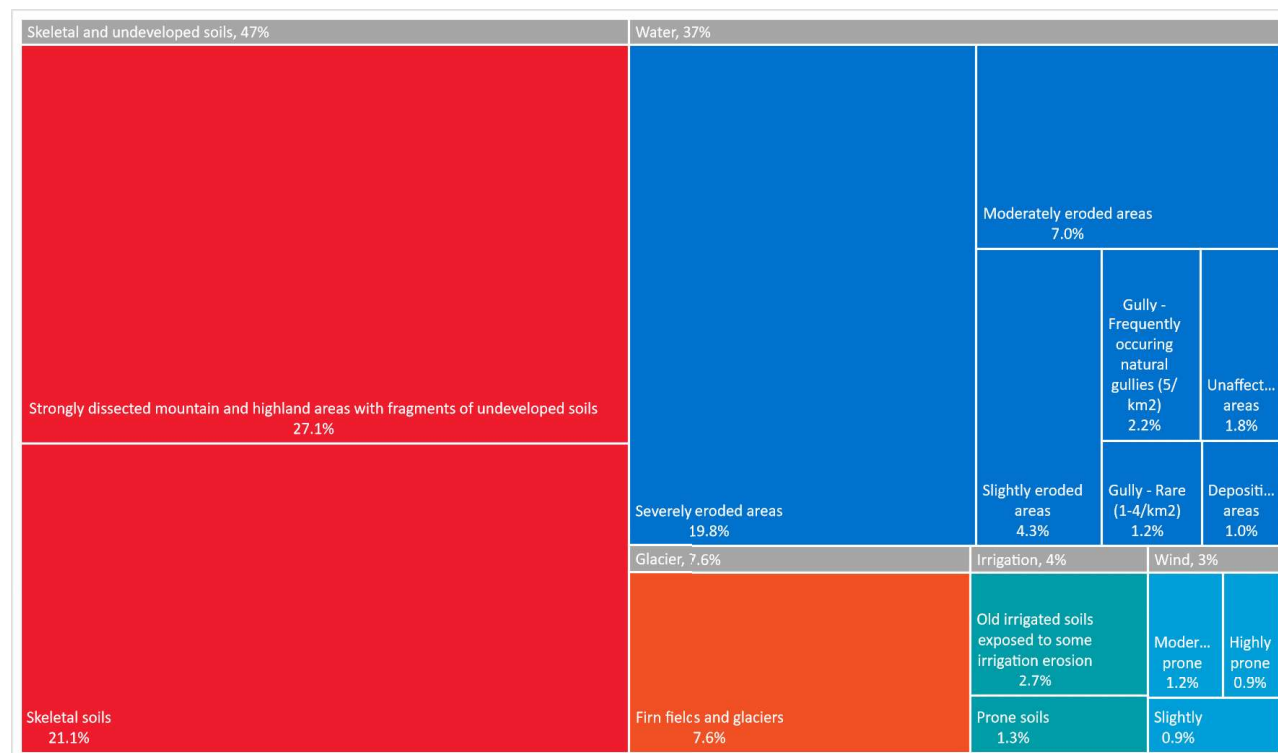 Skeletal and undeveloped soils, 47%
Water, 37%
Strongly dissected mountain and highland areas with fragments of undeveloped soils
27.1%
Skeletal soils
21.1%
Severely eroded areas
19.8%
Moderately eroded areas
7.0%
Slightly eroded
areas
4.3%
Gully -
Frequently
occuring
natural
gullies (5/
km2)
2.2%
Unaffect...
areas
1.8%
Gully - Rare
(1-4/km2)
1.2%
Depositi...
areas
1.0%
Glacier, 7.6%
Firn fields and glaciers
7.6%
Irrigation, 4%
Old irrigated soils
exposed to some
irrigation erosion
2.7%
Prone soils
1.3%
Wind, 3%
Moder...
prone
1.2%
Highly
prone
0.9%
Slightly
0.9%